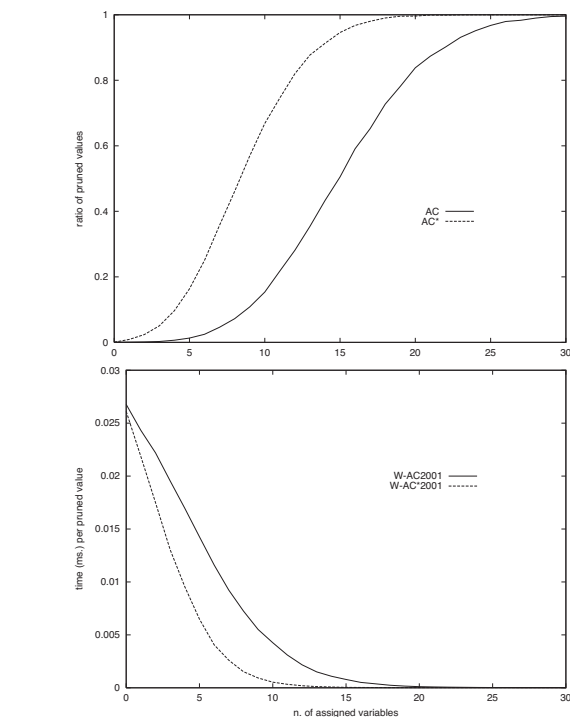 1
0.8
0.6
0.4
0.2
0
ratio of pruned values
AC
AC*
0 5 10 15 20 25 30
0.03
0.025
0.02
0.015
0.01
0.005
0
time (ms.) per pruned value
W-AC2001
W-AC*2001
0 5 10 15 20 25 30
n. of assigned variables